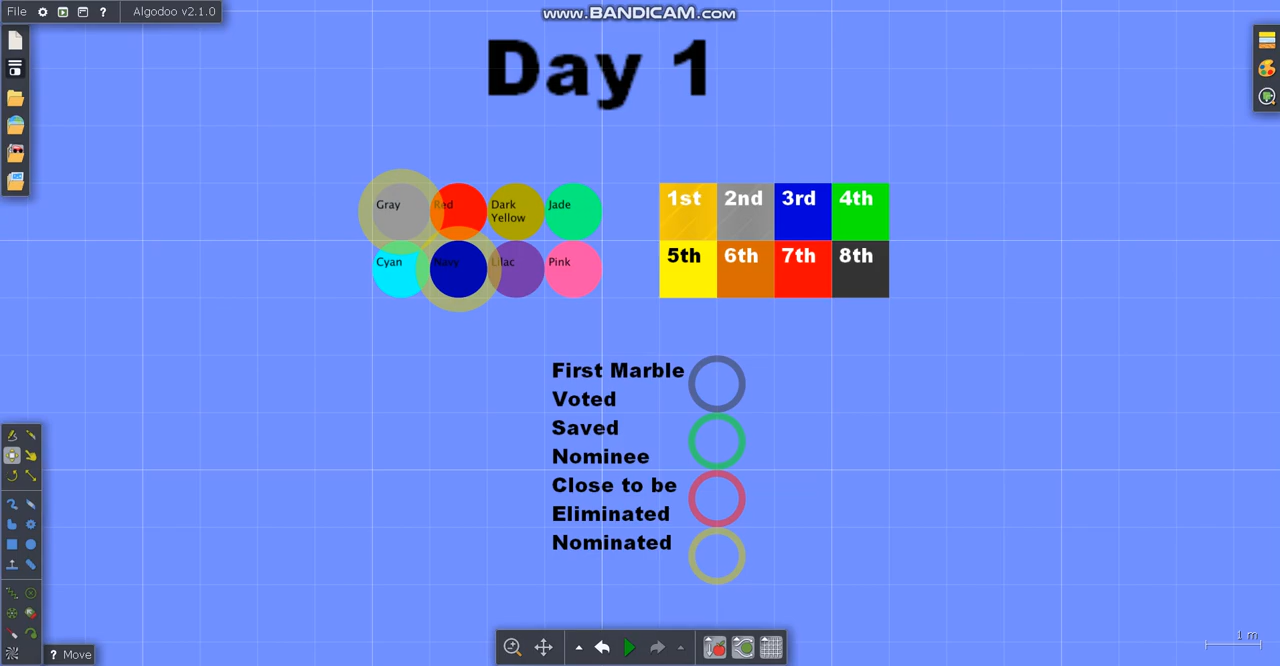 File ? Algodoo v2.1.0
www.BANDICAM.com
Day 1
Gray Red Dark Yellow Jade
Cyan Navy Lilac Pink
1st 2nd 3rd 4th
5th 6th 7th 8th
First Marble
Voted
Saved
Nominee
Close to be
Eliminated
Nominated
? Move
1 m